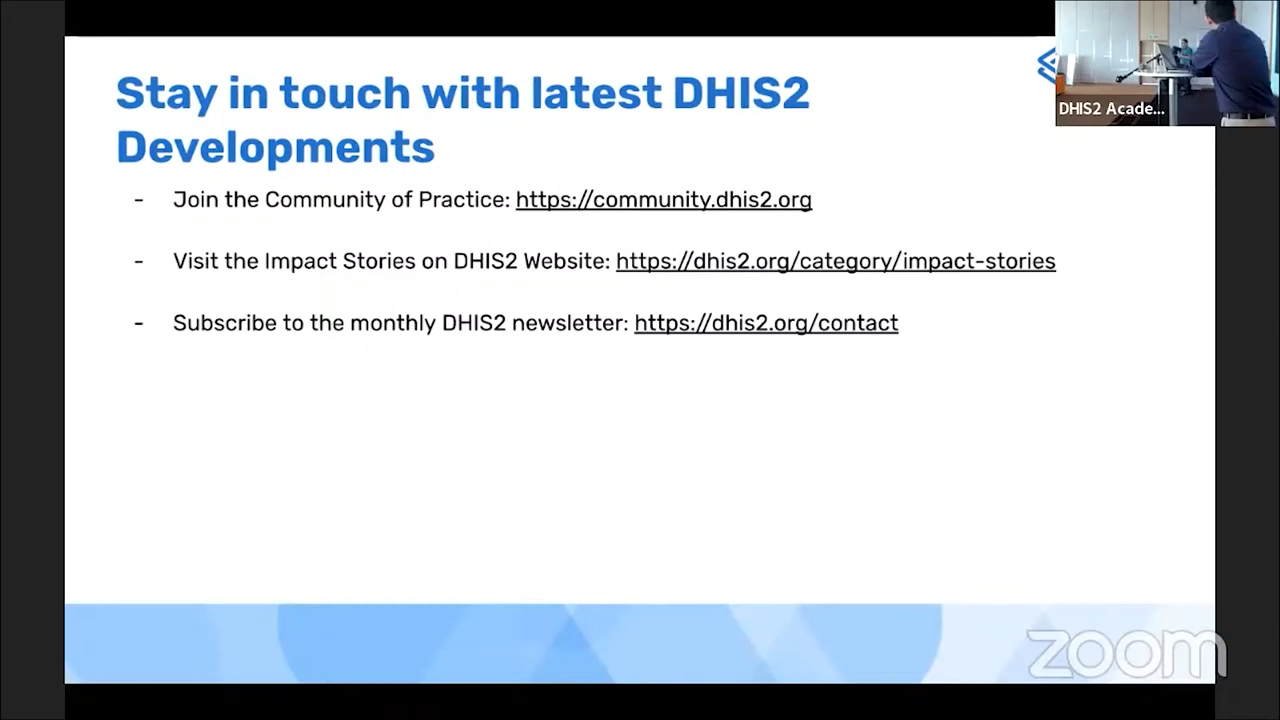 Stay in touch with latest DHIS2
Developments
- Join the Community of Practice: https://community.dhis2.org
- Visit the Impact Stories on DHIS2 Website: https://dhis2.org/category/impact-stories
- Subscribe to the monthly DHIS2 newsletter: https://dhis2.org/contact
DHIS2 Acade...
zoom